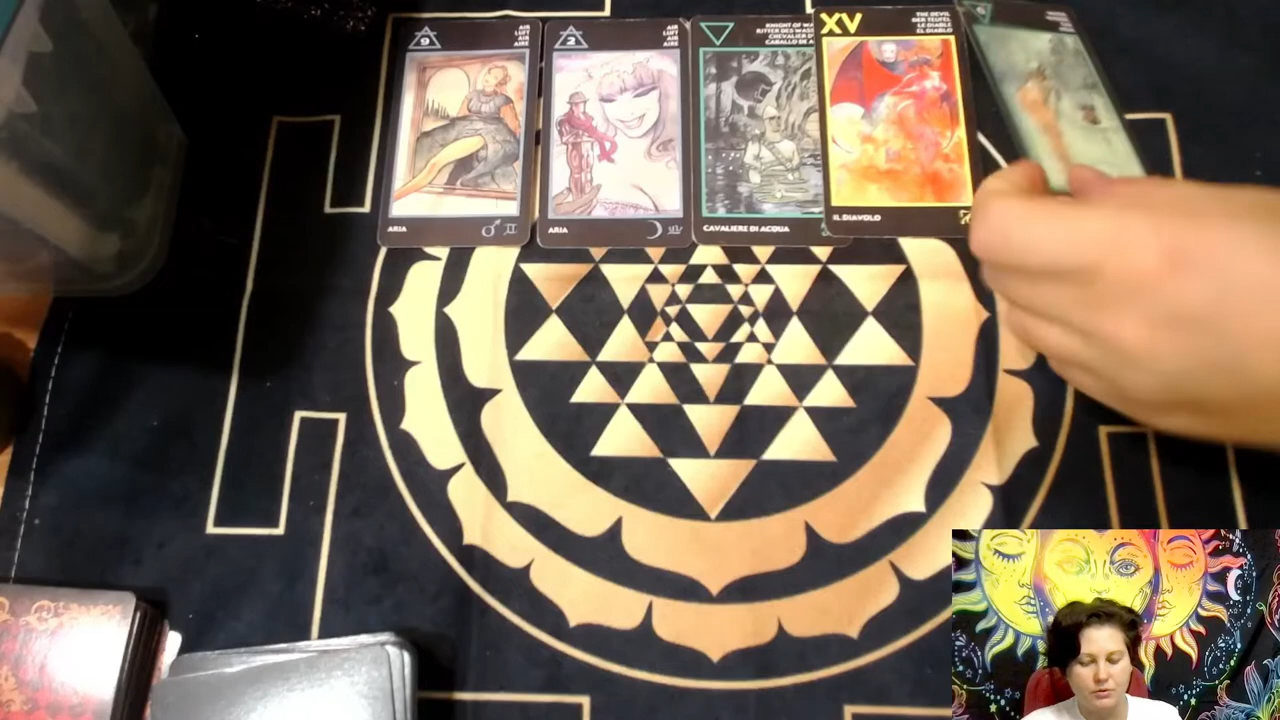 9
AIR
LUFT
AIR
AIRE
ARIA
2
AIR
LUFT
AIR
AIRE
ARIA
KNIGHT OF WA
RITTER DES WASS
CHEVALIER D'
CABALLO DE A
CAVALIERE DI ACQUA
XV
THE DEVIL
DER TEUFEL
LE DIABLE
EL DIABLO
IL DIAVOLO